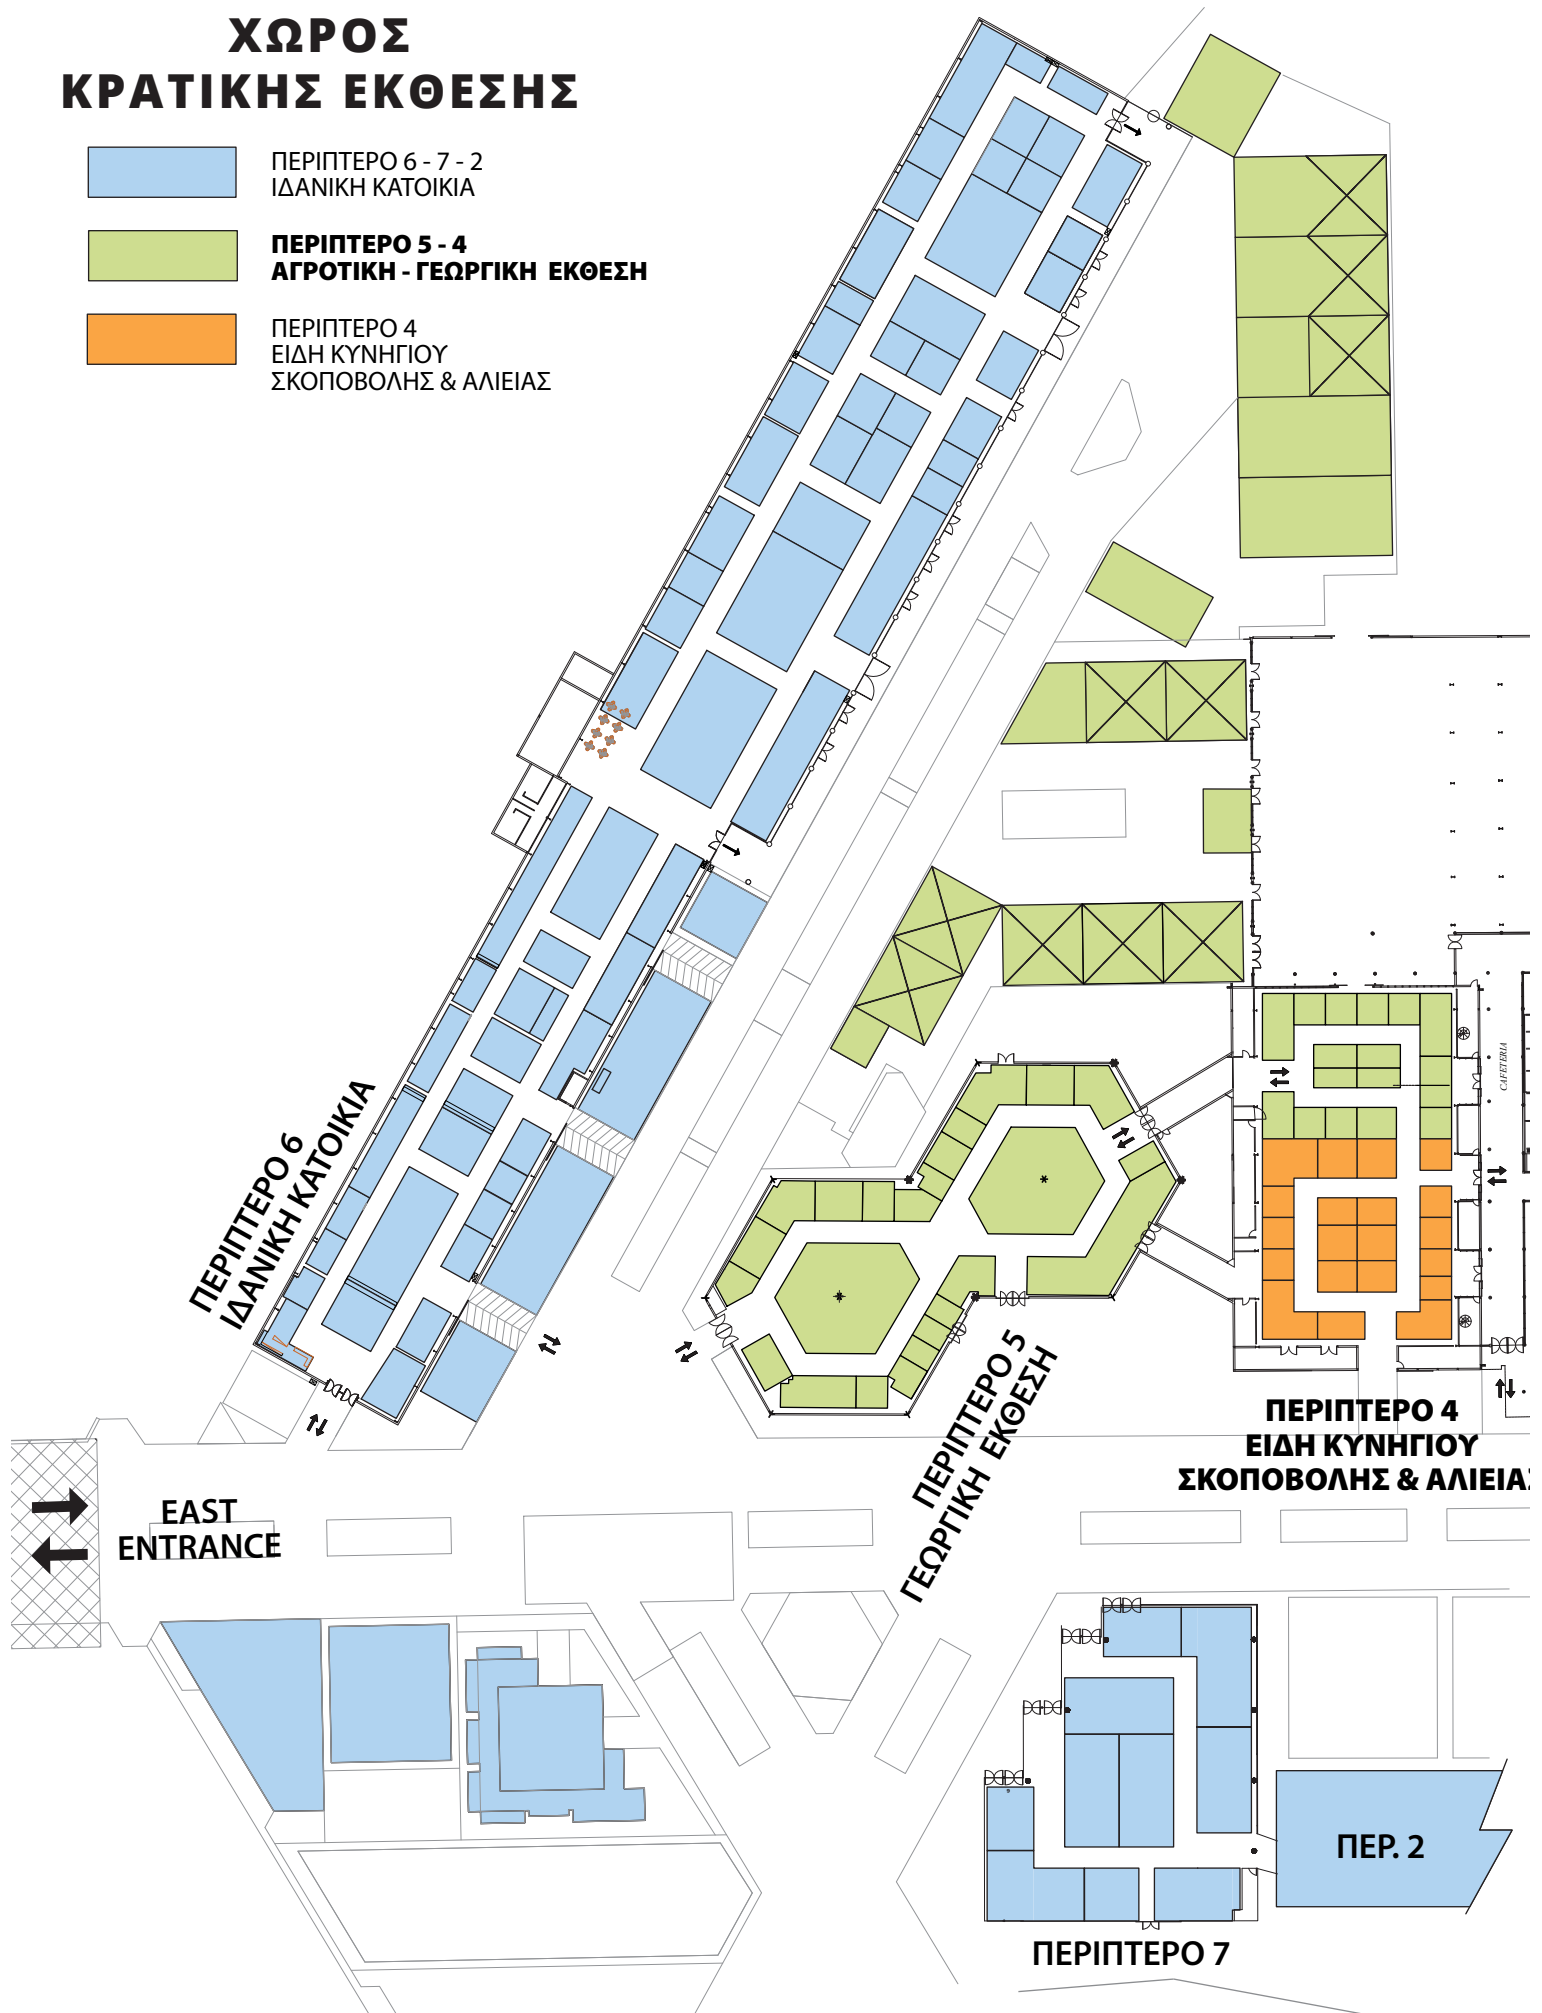 ΧΩΡΟΣ
ΚΡΑΤΙΚΗΣ ΕΚΘΕΣΗΣ
ΠΕΡΙΠΤΕΡΟ 6 - 7 - 2
ΙΔΑΝΙΚΗ ΚΑΤΟΙΚΙΑ
ΠΕΡΙΠΤΕΡΟ 5 - 4
ΑΓΡΟΤΙΚΗ - ΓΕΩΡΓΙΚΗ ΕΚΘΕΣΗ
ΠΕΡΙΠΤΕΡΟ 4
ΕΙΔΗ ΚΥΝΗΓΙΟΥ
ΣΚΟΠΟΒΟΛΗΣ & ΑΛΙΕΙΑΣ
CAFETERIA
ΠΕΡΙΠΤΕΡΟ 6
ΙΔΑΝΙΚΗ ΚΑΤΟΙΚΙΑ
ΠΕΡΙΠΤΕΡΟ 5
ΓΕΩΡΓΙΚΗ ΕΚΘΕΣΗ
ΠΕΡΙΠΤΕΡΟ 4
ΕΙΔΗ ΚΥΝΗΓΙΟΥ
ΣΚΟΠΟΒΟΛΗΣ & ΑΛΙΕΙΑΣ
EAST
ENTRANCE
ΠΕΡ. 2
ΠΕΡΙΠΤΕΡΟ 7